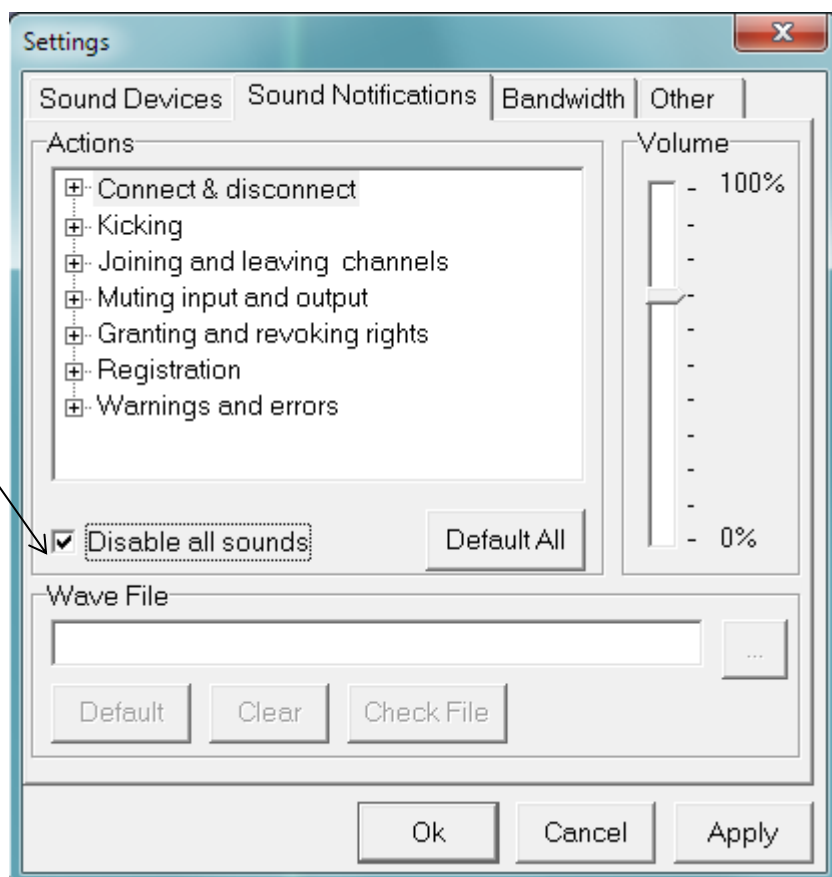 Settings
x
Sound Devices Sound Notifications Bandwidth Other
Actions
Connect & disconnect
Kicking
Joining and leaving channels
Muting input and output
Granting and revoking rights
Registration
Warnings and errors
Disable all sounds
Default All
Volume
100%
0%
Wave File
...
Default Clear Check File
Ok Cancel Apply